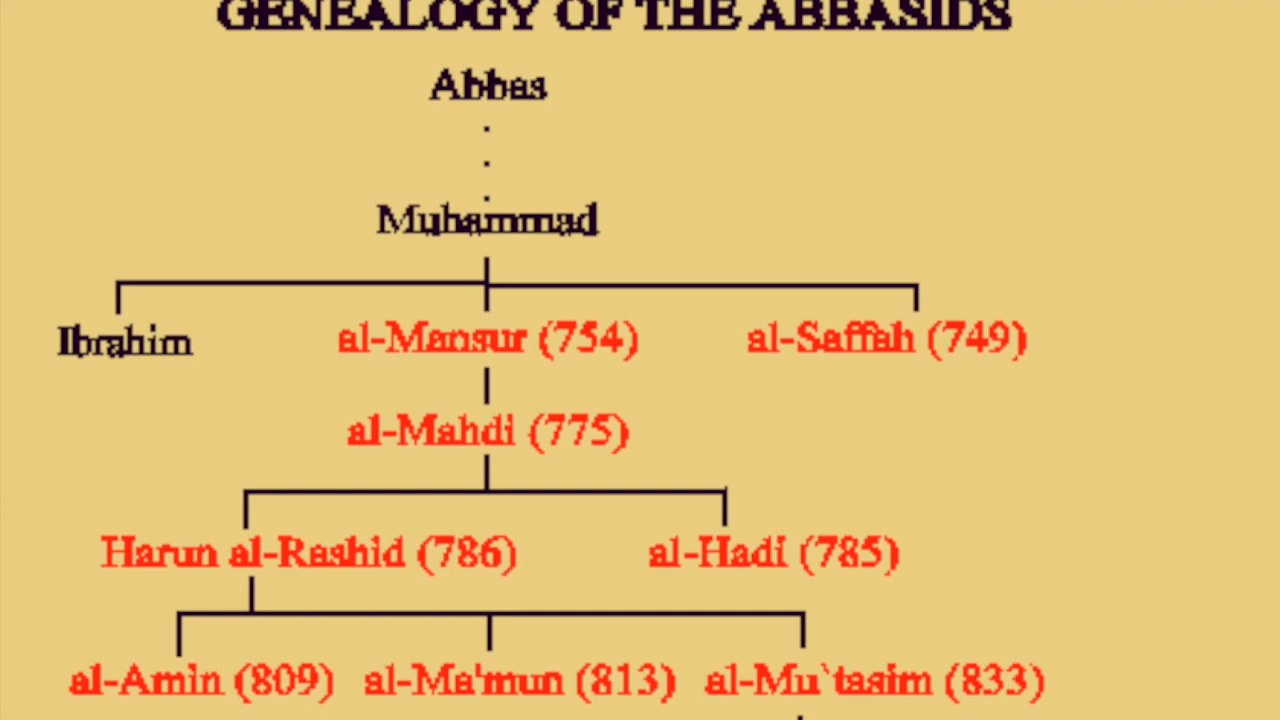 GENEALOGY OF THE ABBASIDS
Abbas
Muhammad
Ibrahim al-Mansur (754) al-Saffah (749)
al-Mahdi (775)
Harun al-Rashid (786) al-Hadi (785)
al-Amin (809) al-Ma'mun (813) al-Mu`tasim (833)